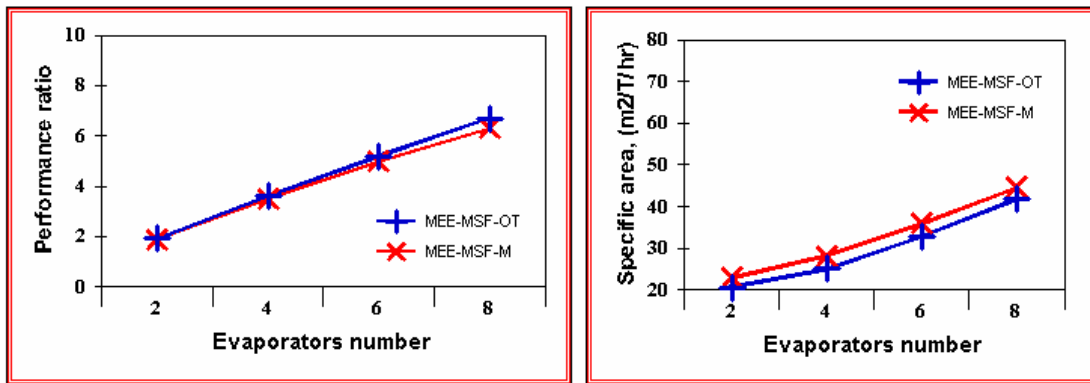 Performance ratio
10
8
6
4
2
0
MEE-MSF-OT
MEE-MSF-M
2 4 6 8
Evaporators number
Specific area, (m2/T/hr)
80
70
60
50
40
30
20
MEE-MSF-OT
MEE-MSF-M
2 4 6 8
Evaporators number